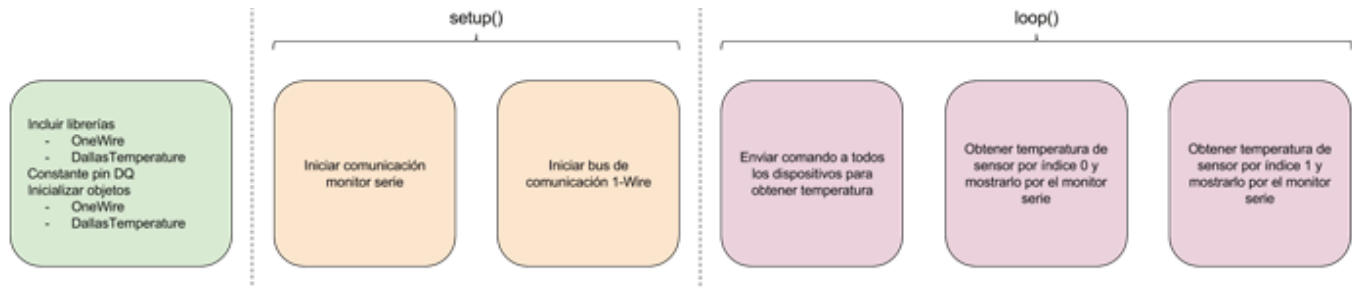 setup()
loop()
Incluir librerías
- OneWire
- DallasTemperature
Constante pin DQ
Inicializar objetos
- OneWire
- DallasTemperature
Iniciar comunicación
monitor serie
Iniciar bus de
comunicación 1-Wire
Enviar comando a todos
los dispositivos para
obtener temperatura
Obtener temperatura de
sensor por índice 0 y
mostrarlo por el monitor
serie
Obtener temperatura de
sensor por índice 1 y
mostrarlo por el monitor
serie